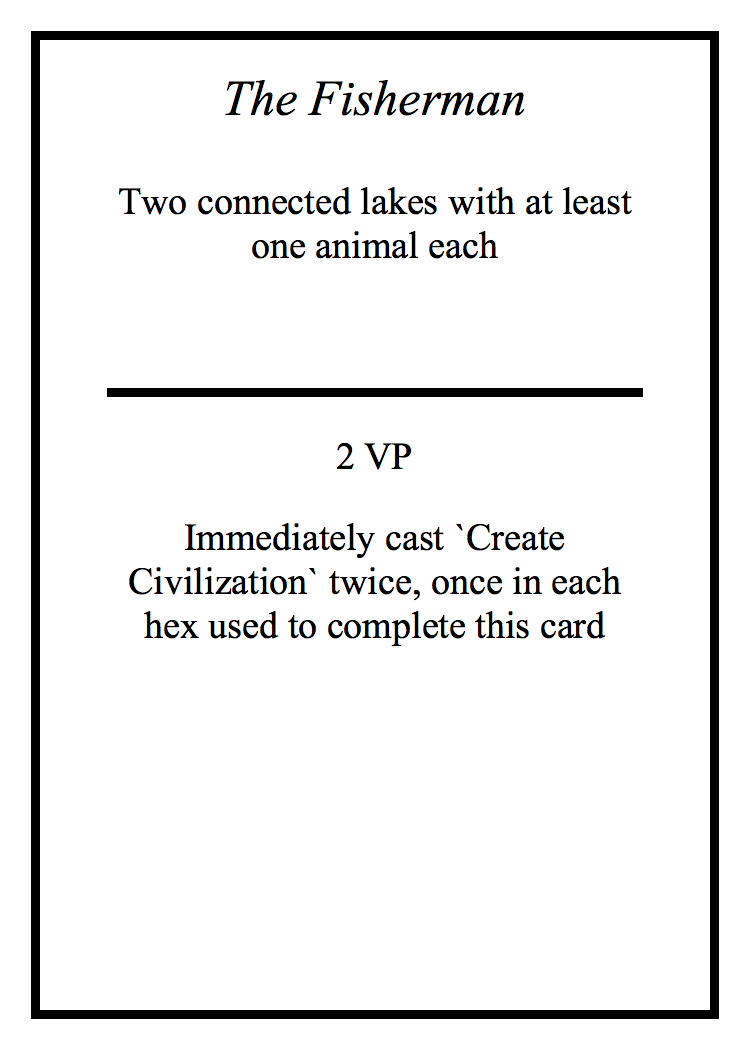 The Fisherman
Two connected lakes with at least
one animal each
2 VP
Immediately cast `Create
Civilization` twice, once in each
hex used to complete this card